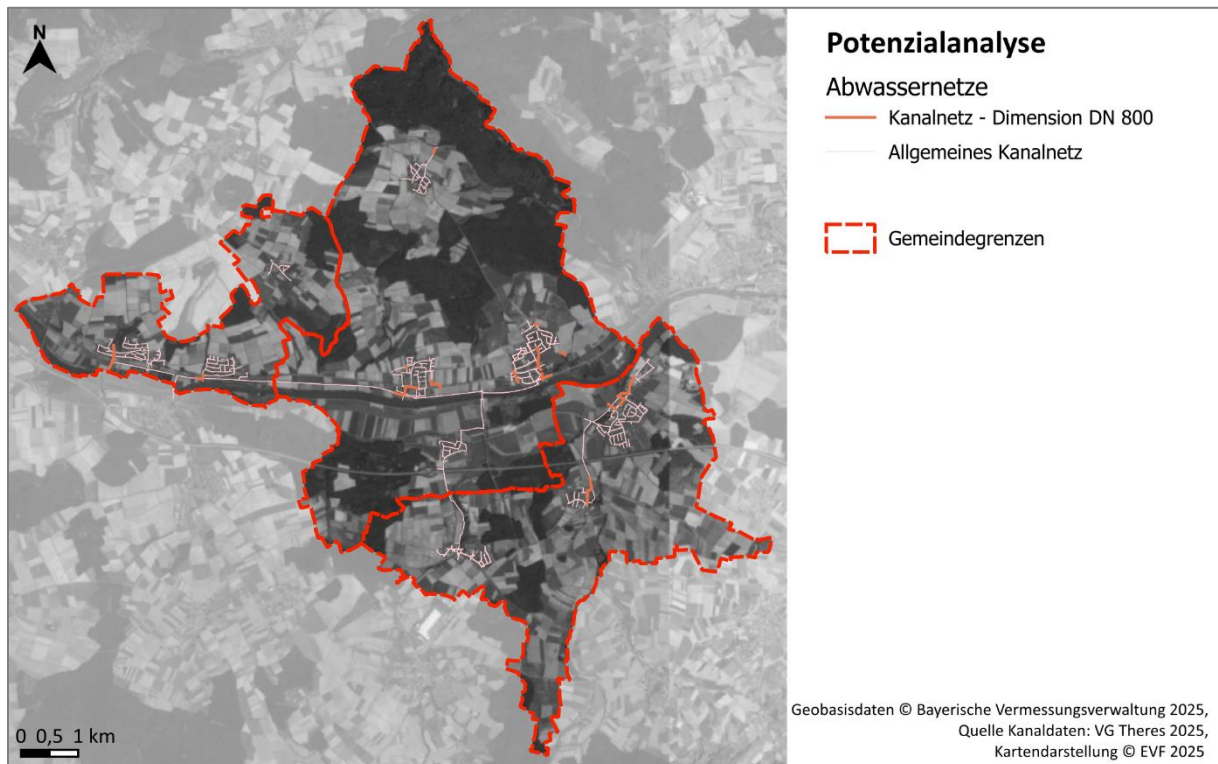 N
Potenzialanalyse
Abwassernetze
Kanalnetz - Dimension DN 800
Allgemeines Kanalnetz
Gemeindegrenzen
0 0,5 1 km
Geobasisdaten © Bayerische Vermessungsverwaltung 2025,
Quelle Kanaldaten: VG Theres 2025,
Kartendarstellung © EVF 2025